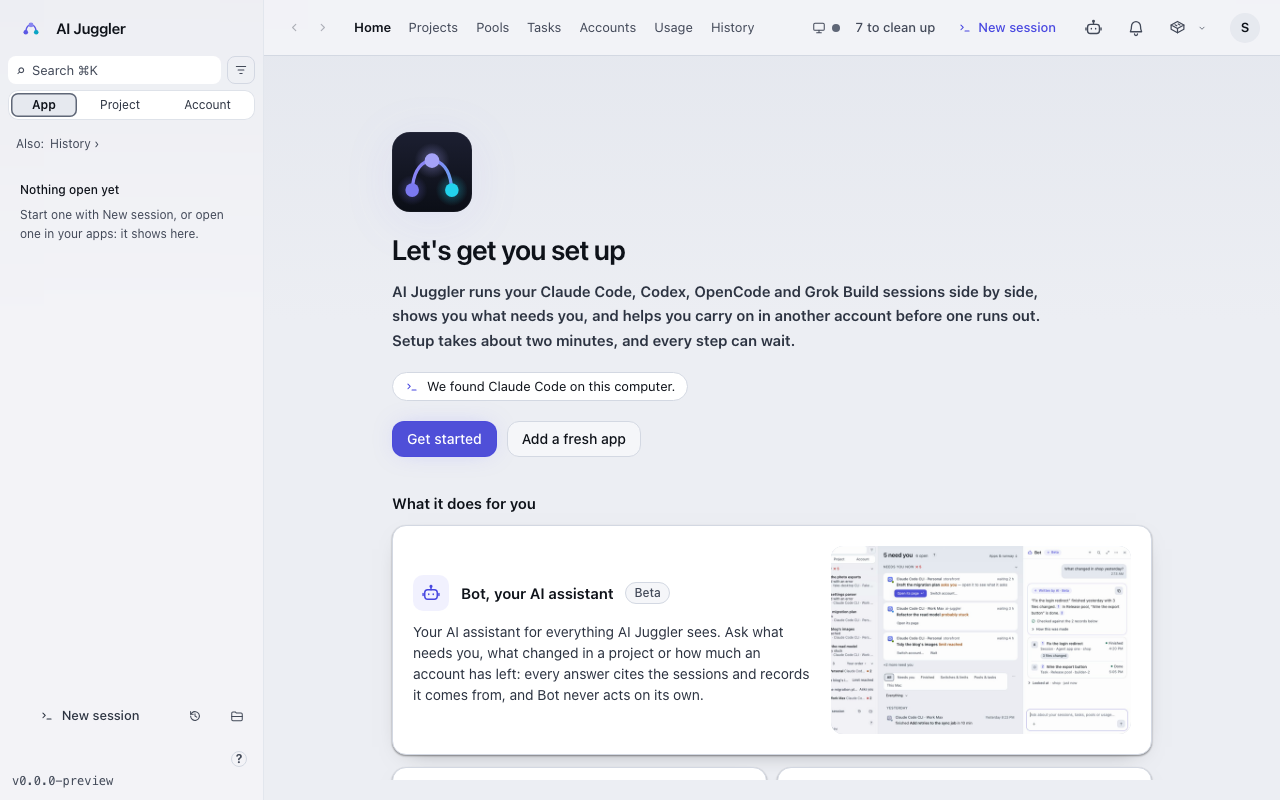 AI Juggler
Search ⌘K
App Project Account
Also: History ›
Nothing open yet
Start one with New session, or open
one in your apps: it shows here.
New session
?
v0.0.0-preview
Home Projects Pools Tasks Accounts Usage History
7 to clean up
New session
S
Let's get you set up
AI Juggler runs your Claude Code, Codex, OpenCode and Grok Build sessions side by side,
shows you what needs you, and helps you carry on in another account before one runs out.
Setup takes about two minutes, and every step can wait.
We found Claude Code on this computer.
Get started Add a fresh app
What it does for you
Bot, your AI assistant Beta
Your AI assistant for everything AI Juggler sees. Ask what
needs you, what changed in a project or how much an
account has left: every answer cites the sessions and records
it comes from, and Bot never acts on its own.
5 need you